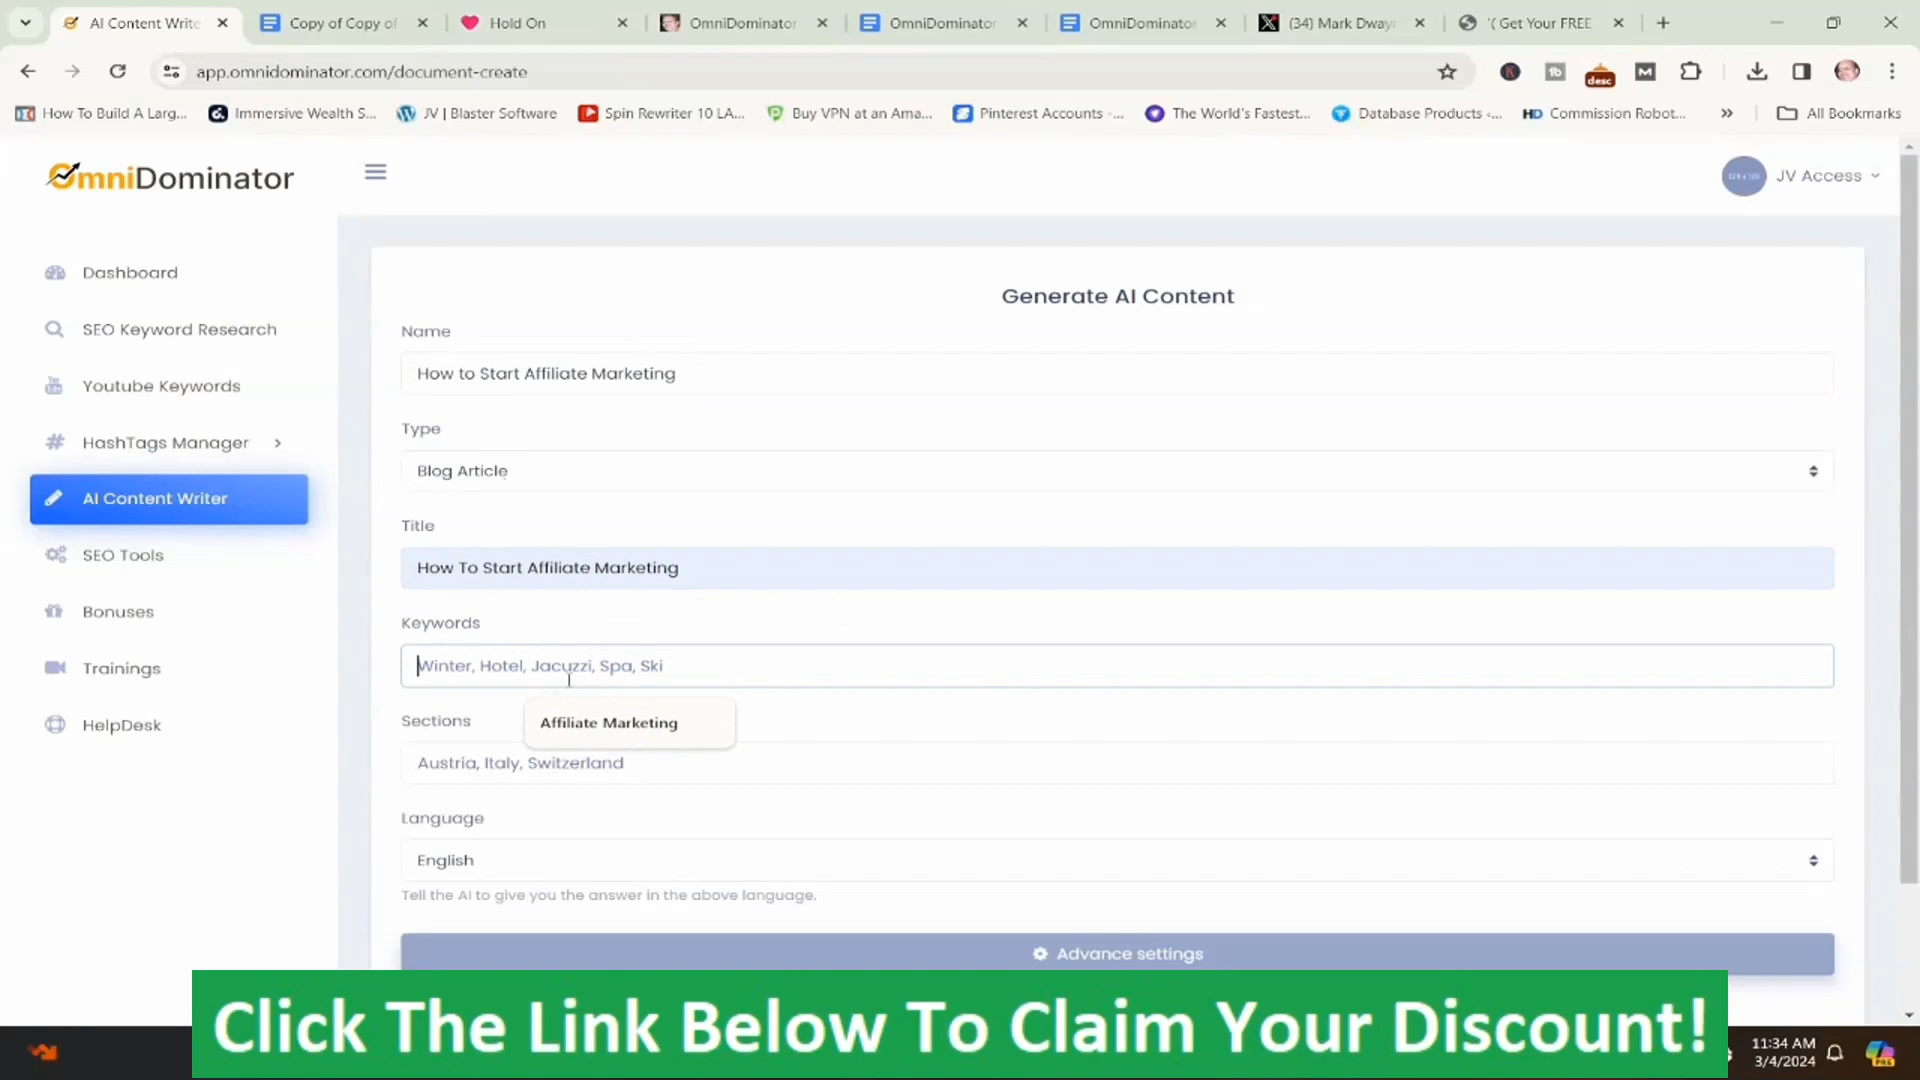 AI Content Write
Copy of Copy of
Hold On
OmniDominator
OmniDominator
OmniDominator
(34) Mark Dwayn
'( Get Your FREE
app.omnidominator.com/document-create
desc
How To Build A Larg...
Immersive Wealth S...
JV | Blaster Software
Spin Rewriter 10 LA...
Buy VPN at an Ama...
Pinterest Accounts -...
The World's Fastest...
Database Products -...
Commission Robot...
All Bookmarks
OmniDominator
JV Access
Dashboard
SEO Keyword Research
Youtube Keywords
HashTags Manager
AI Content Writer
SEO Tools
Bonuses
Trainings
HelpDesk
Generate AI Content
Name
How to Start Affiliate Marketing
Type
Blog Article
Title
How To Start Affiliate Marketing
Keywords
Winter, Hotel, Jacuzzi, Spa, Ski
Affiliate Marketing
Sections
Austria, Italy, Switzerland
Language
English
Tell the AI to give you the answer in the above language.
Advance settings
Click The Link Below To Claim Your Discount!
11:34 AM
3/4/2024